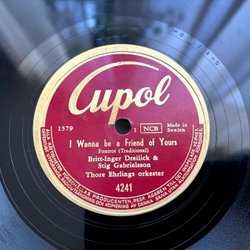 Cupol
1579
1
NCB
Made in
Sweden
I Wanna be a Friend of Yours
Foxtrot (Traditional)
Britt-Inger Dreilick &
Stig Gabrielsson
Thore Ehrlings orkester
4241